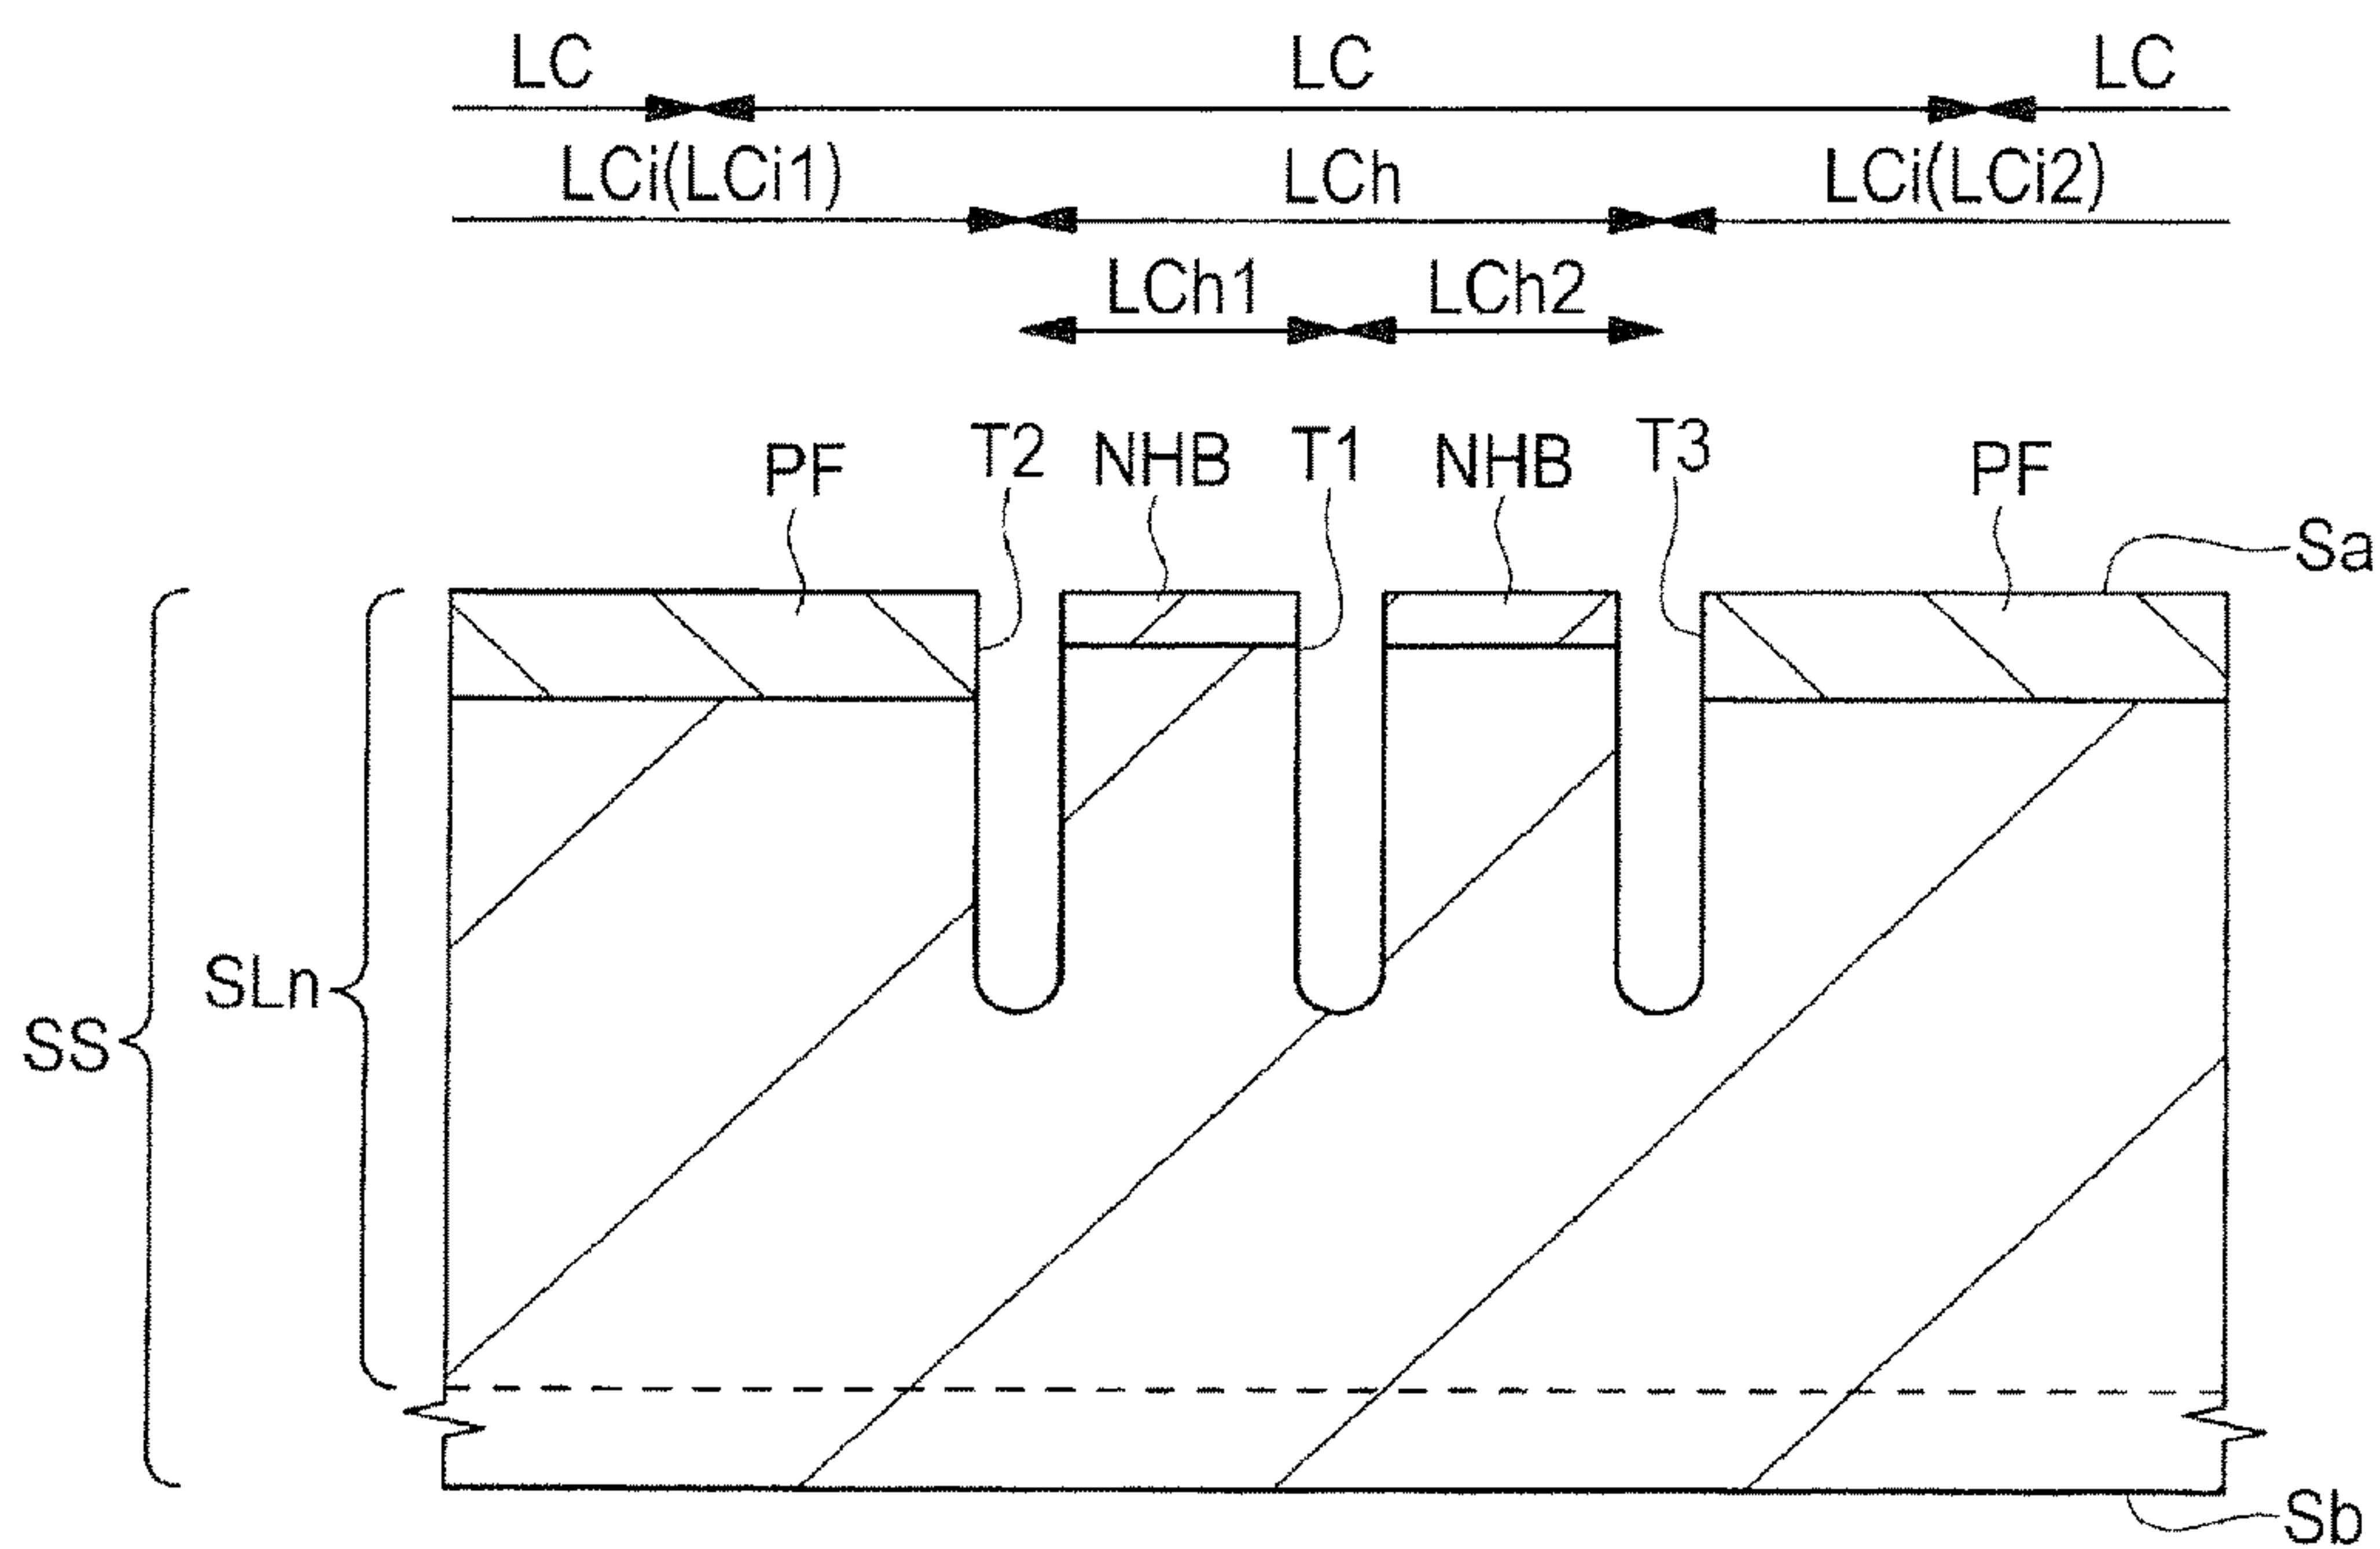 LC LC LC
LCi(LCi1) LCh LCi(LCi2)
LCh1 LCh2
PF T2 NHB T1 NHB T3 PF
Sa
SLn
SS
Sb